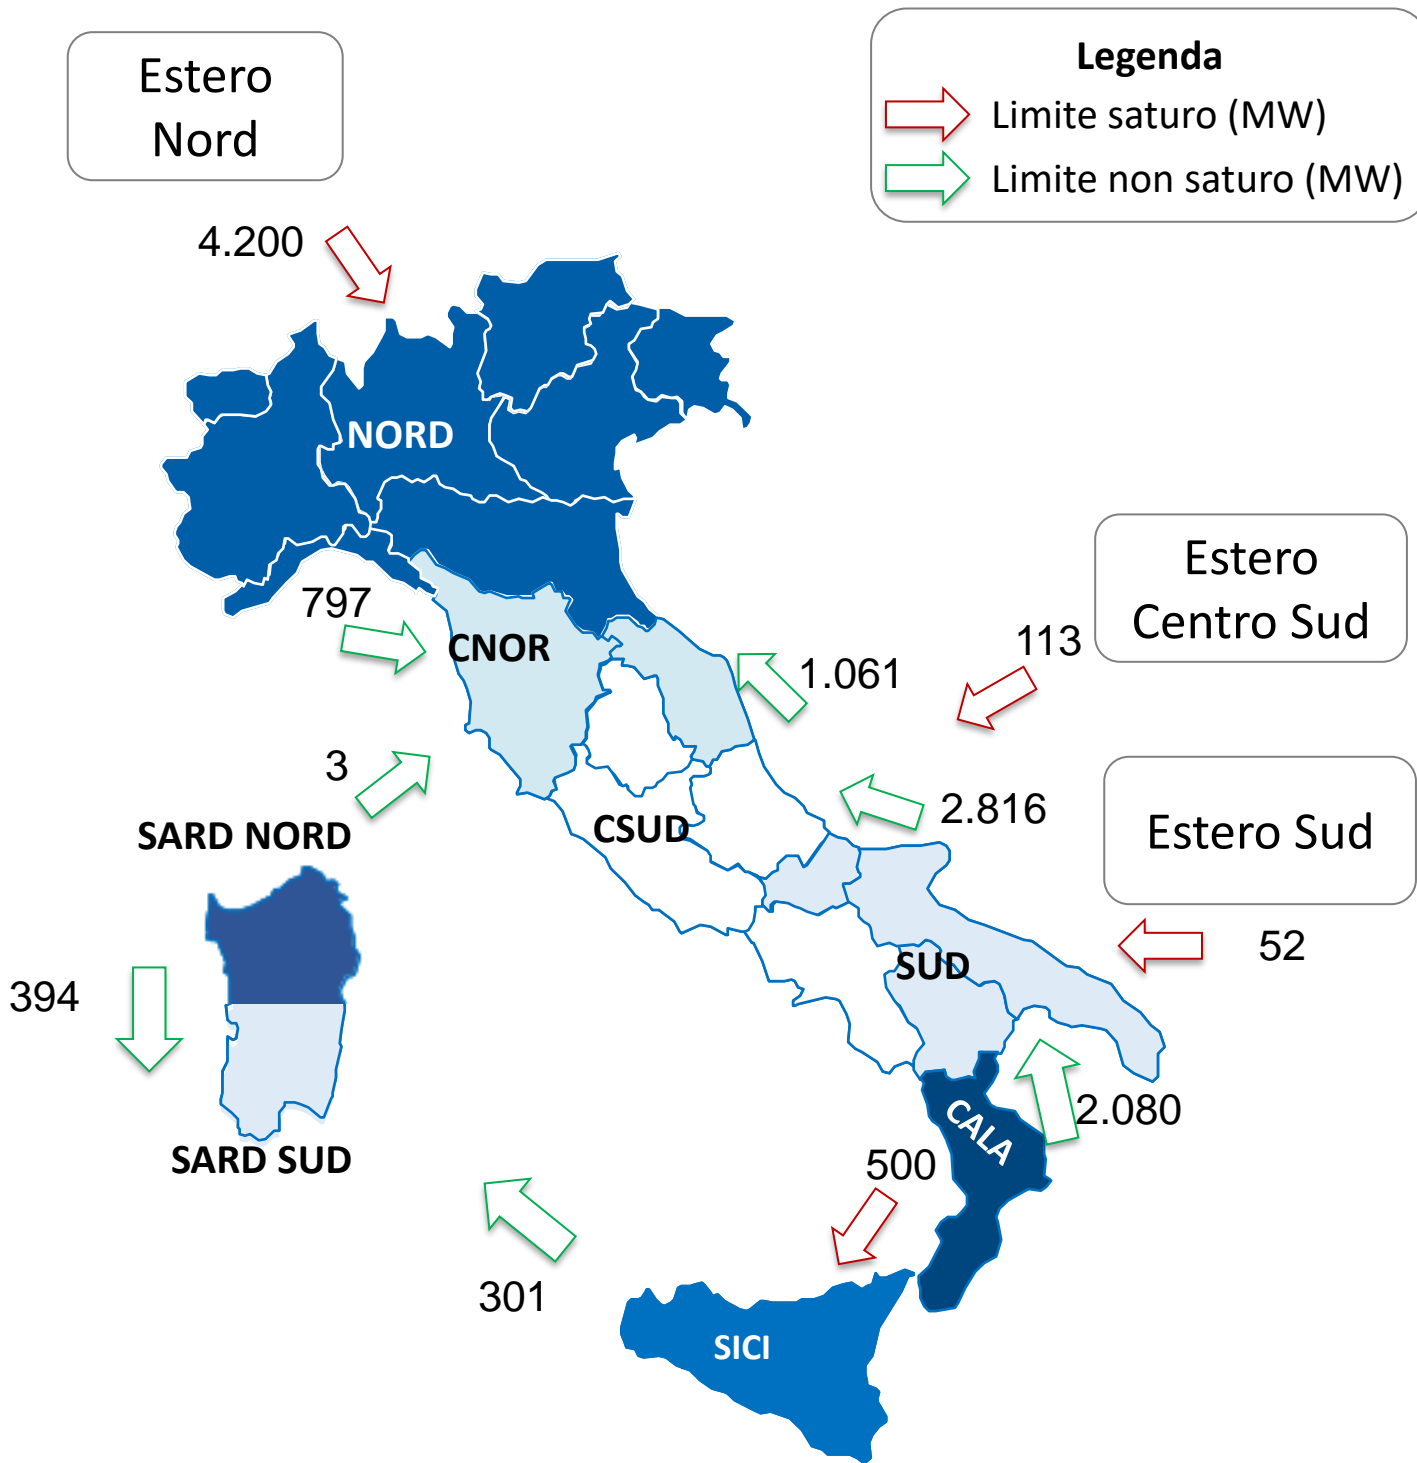 Estero
Nord
Legenda
Limite saturo (MW)
Limite non saturo (MW)
4.200
NORD
Estero
Centro Sud
797
CNOR
113
1.061
3
SARD NORD
CSUD
2.816
Estero Sud
SUD
52
394
CALA
2.080
SARD SUD
500
301
SICI